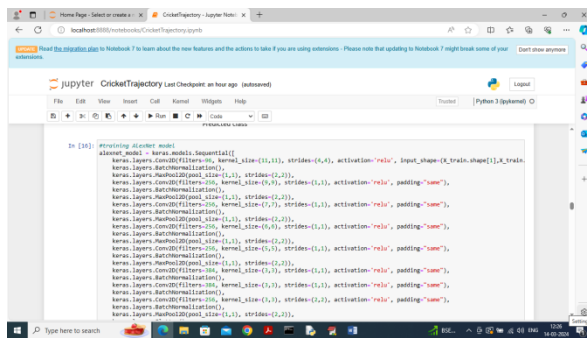 Home Page - Select or create a n
CricketTrajectory - Jupyter Notel
localhost:8888/notebooks/CricketTrajectory.ipynb
UPDATE Read the migration plan to Notebook 7 to learn about the new features and the actions to take if you are using extensions - Please note that updating to Notebook 7 might break some of your extensions.
Don't show anymore
jupyter CricketTrajectory Last Checkpoint: an hour ago (autosaved)
Logout
File Edit View Insert Cell Kernel Widgets Help
Trusted
Python 3 (ipykernel)
Run
Code
Predicted Class
In [18]: #training AlexNet model
alexnet_model = keras.models.Sequential([
keras.layers.Conv2D(filters=96, kernel_size=(11,11), strides=(4,4), activation='relu', input_shape=(X_train.shape[1],X_train.
keras.layers.BatchNormalization(),
keras.layers.MaxPool2D(pool_size=(1,1), strides=(2,2)),
keras.layers.Conv2D(filters=256, kernel_size=(9,9), strides=(1,1), activation='relu', padding="same"),
keras.layers.BatchNormalization(),
keras.layers.MaxPool2D(pool_size=(1,1), strides=(2,2)),
keras.layers.Conv2D(filters=256, kernel_size=(7,7), strides=(1,1), activation='relu', padding="same"),
keras.layers.BatchNormalization(),
keras.layers.MaxPool2D(pool_size=(1,1), strides=(2,2)),
keras.layers.Conv2D(filters=256, kernel_size=(6,6), strides=(1,1), activation='relu', padding="same"),
keras.layers.BatchNormalization(),
keras.layers.MaxPool2D(pool_size=(1,1), strides=(2,2)),
keras.layers.Conv2D(filters=256, kernel_size=(5,5), strides=(1,1), activation='relu', padding="same"),
keras.layers.BatchNormalization(),
keras.layers.MaxPool2D(pool_size=(1,1), strides=(2,2)),
keras.layers.Conv2D(filters=384, kernel_size=(3,3), strides=(1,1), activation='relu', padding="same"),
keras.layers.BatchNormalization(),
keras.layers.Conv2D(filters=384, kernel_size=(3,3), strides=(1,1), activation='relu', padding="same"),
keras.layers.BatchNormalization(),
keras.layers.Conv2D(filters=256, kernel_size=(3,3), strides=(2,2), activation='relu', padding="same"),
keras.layers.BatchNormalization(),
keras.layers.MaxPool2D(pool_size=(1,1), strides=(2,2)),
Setting
Type here to search
BSE...
ENG
12:26
14-03-2024